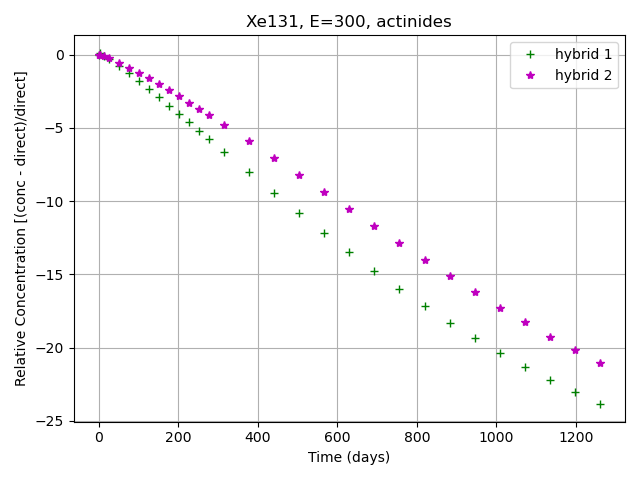 Xe131, E=300, actinides
hybrid 1
hybrid 2
Relative Concentration [(conc - direct)/direct]
0
−5
−10
−15
−20
−25
0 200 400 600 800 1000 1200
Time (days)